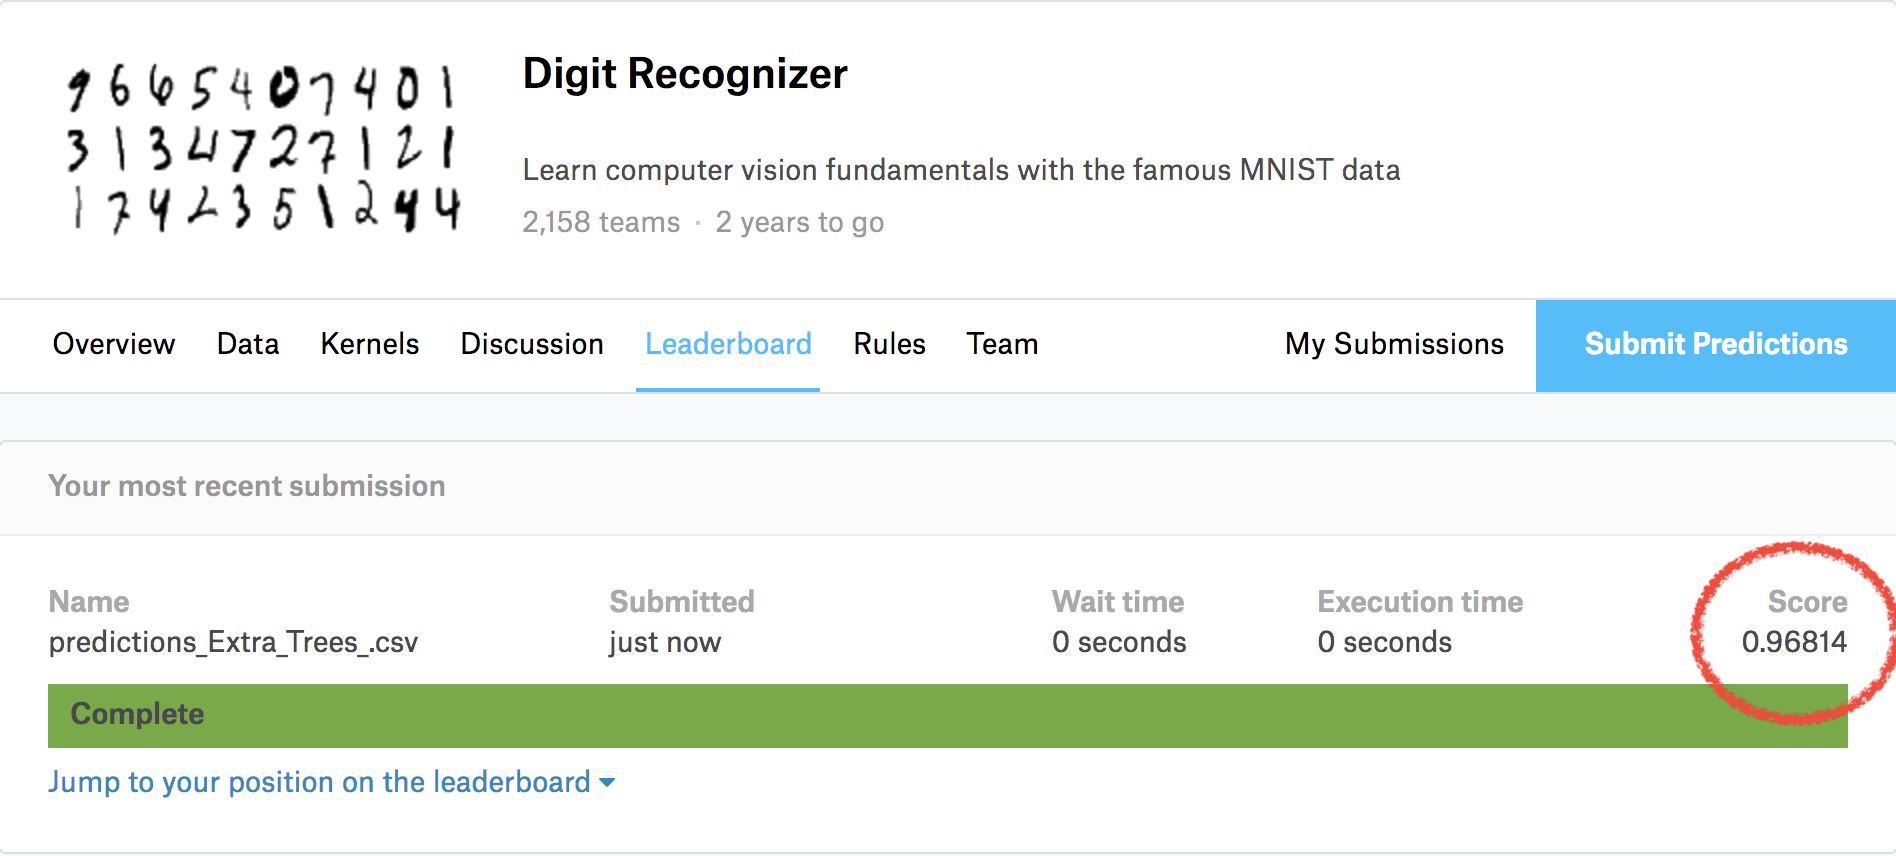 9 6 6 5 4 0 7 4 0 1
3 1 3 4 7 2 7 1 2 1
1 7 4 2 3 5 1 2 4 4
Digit Recognizer
Learn computer vision fundamentals with the famous MNIST data
2,158 teams · 2 years to go
Overview Data Kernels Discussion Leaderboard Rules Team My Submissions Submit Predictions
Your most recent submission
Name Submitted Wait time Execution time Score
predictions_Extra_Trees_.csv just now 0 seconds 0 seconds 0.96814
Complete
Jump to your position on the leaderboard